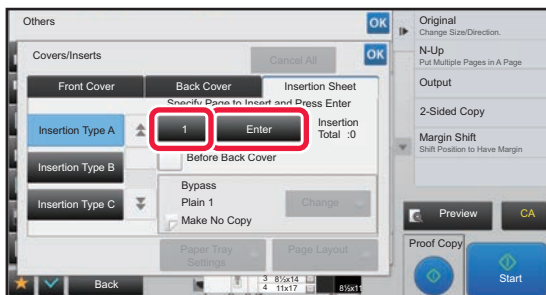 Others
OK
Covers/Inserts
Cancel All
OK
Front Cover
Back Cover
Insertion Sheet
Specify Page to Insert and Press Enter
Insertion Type A
1
Enter
Insertion
Total :0
Before Back Cover
Insertion Type B
Bypass
Plain 1
Change
Insertion Type C
Make No Copy
Paper Tray
Settings
Page Layout
Back
3 8½x14
4 11x17
8½x11
Original
Change Size/Direction.
N-Up
Put Multiple Pages in A Page
Output
2-Sided Copy
Margin Shift
Shift Position to Have Margin
Preview
CA
Proof Copy
Start